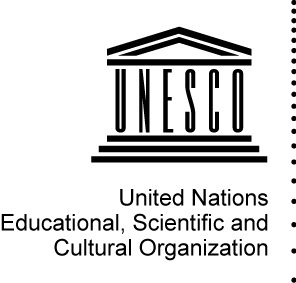 UNESCO
United Nations
Educational, Scientific and
Cultural Organization